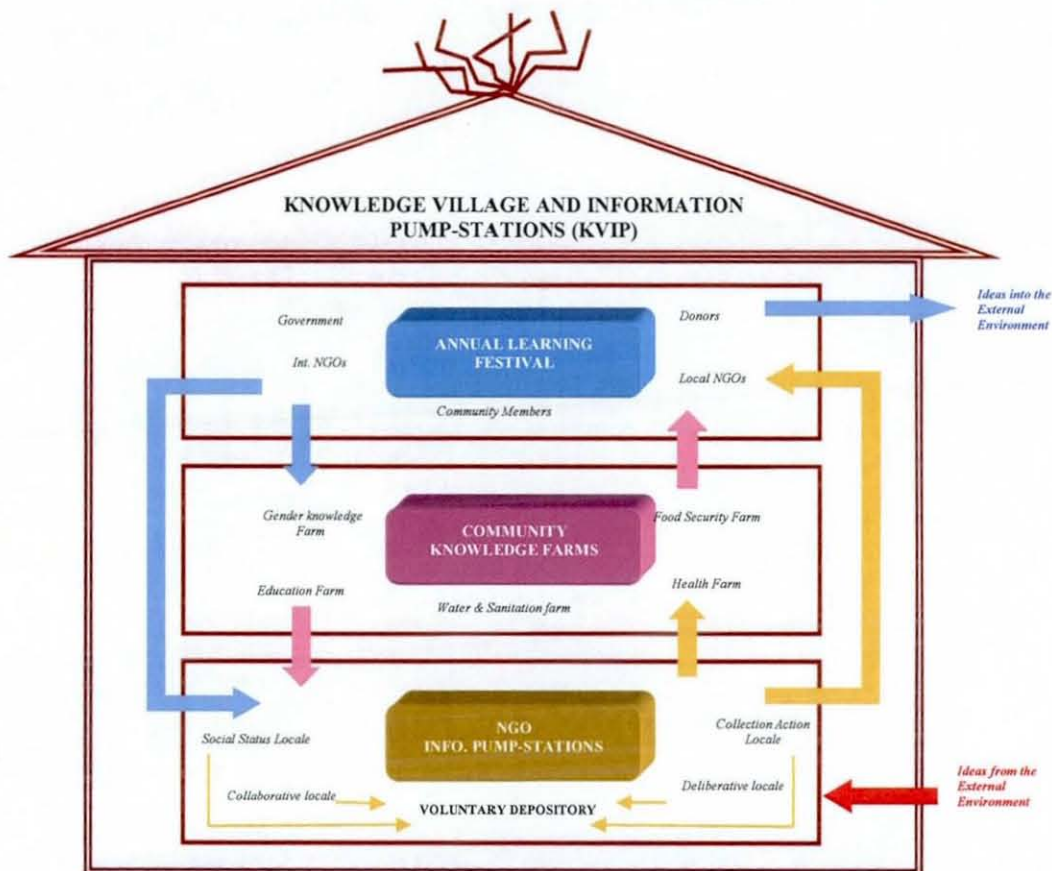 KNOWLEDGE VILLAGE AND INFORMATION
PUMP-STATIONS (KVIP)
Government
Int. NGOs
ANNUAL LEARNING
FESTIVAL
Community Members
Donors
Local NGOs
Ideas into the
External
Environment
Gender knowledge
Farm
Education Farm
COMMUNITY
KNOWLEDGE FARMS
Water & Sanitation farm
Food Security Farm
Health Farm
NGO
INFO. PUMP-STATIONS
Social Status Locale
Collaborative locale
VOLUNTARY DEPOSITORY
Collection Action
Locale
Deliberative locale
Ideas from the
External
Environment